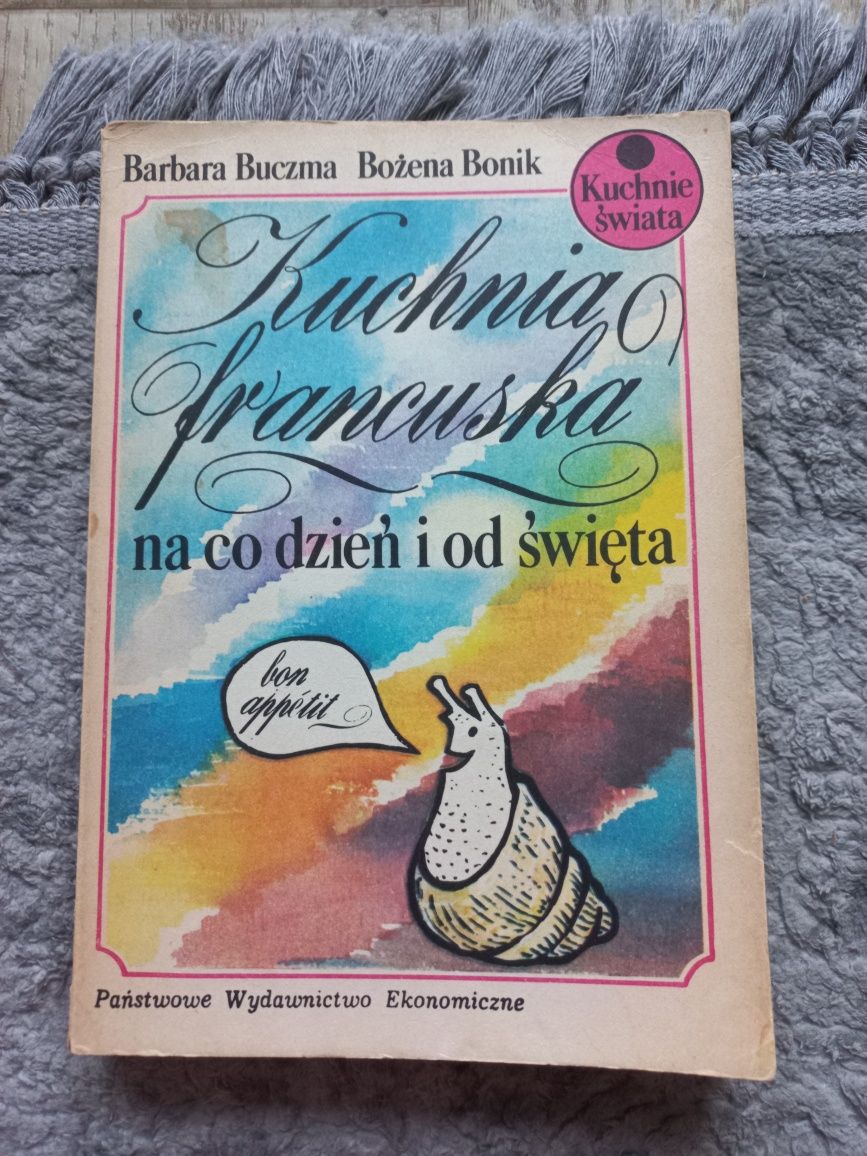 Barbara Buczma Bożena Bonik
Kuchnie
świata
Kuchnia
francuska
na co dzień i od święta
bon
appétit
Państwowe Wydawnictwo Ekonomiczne